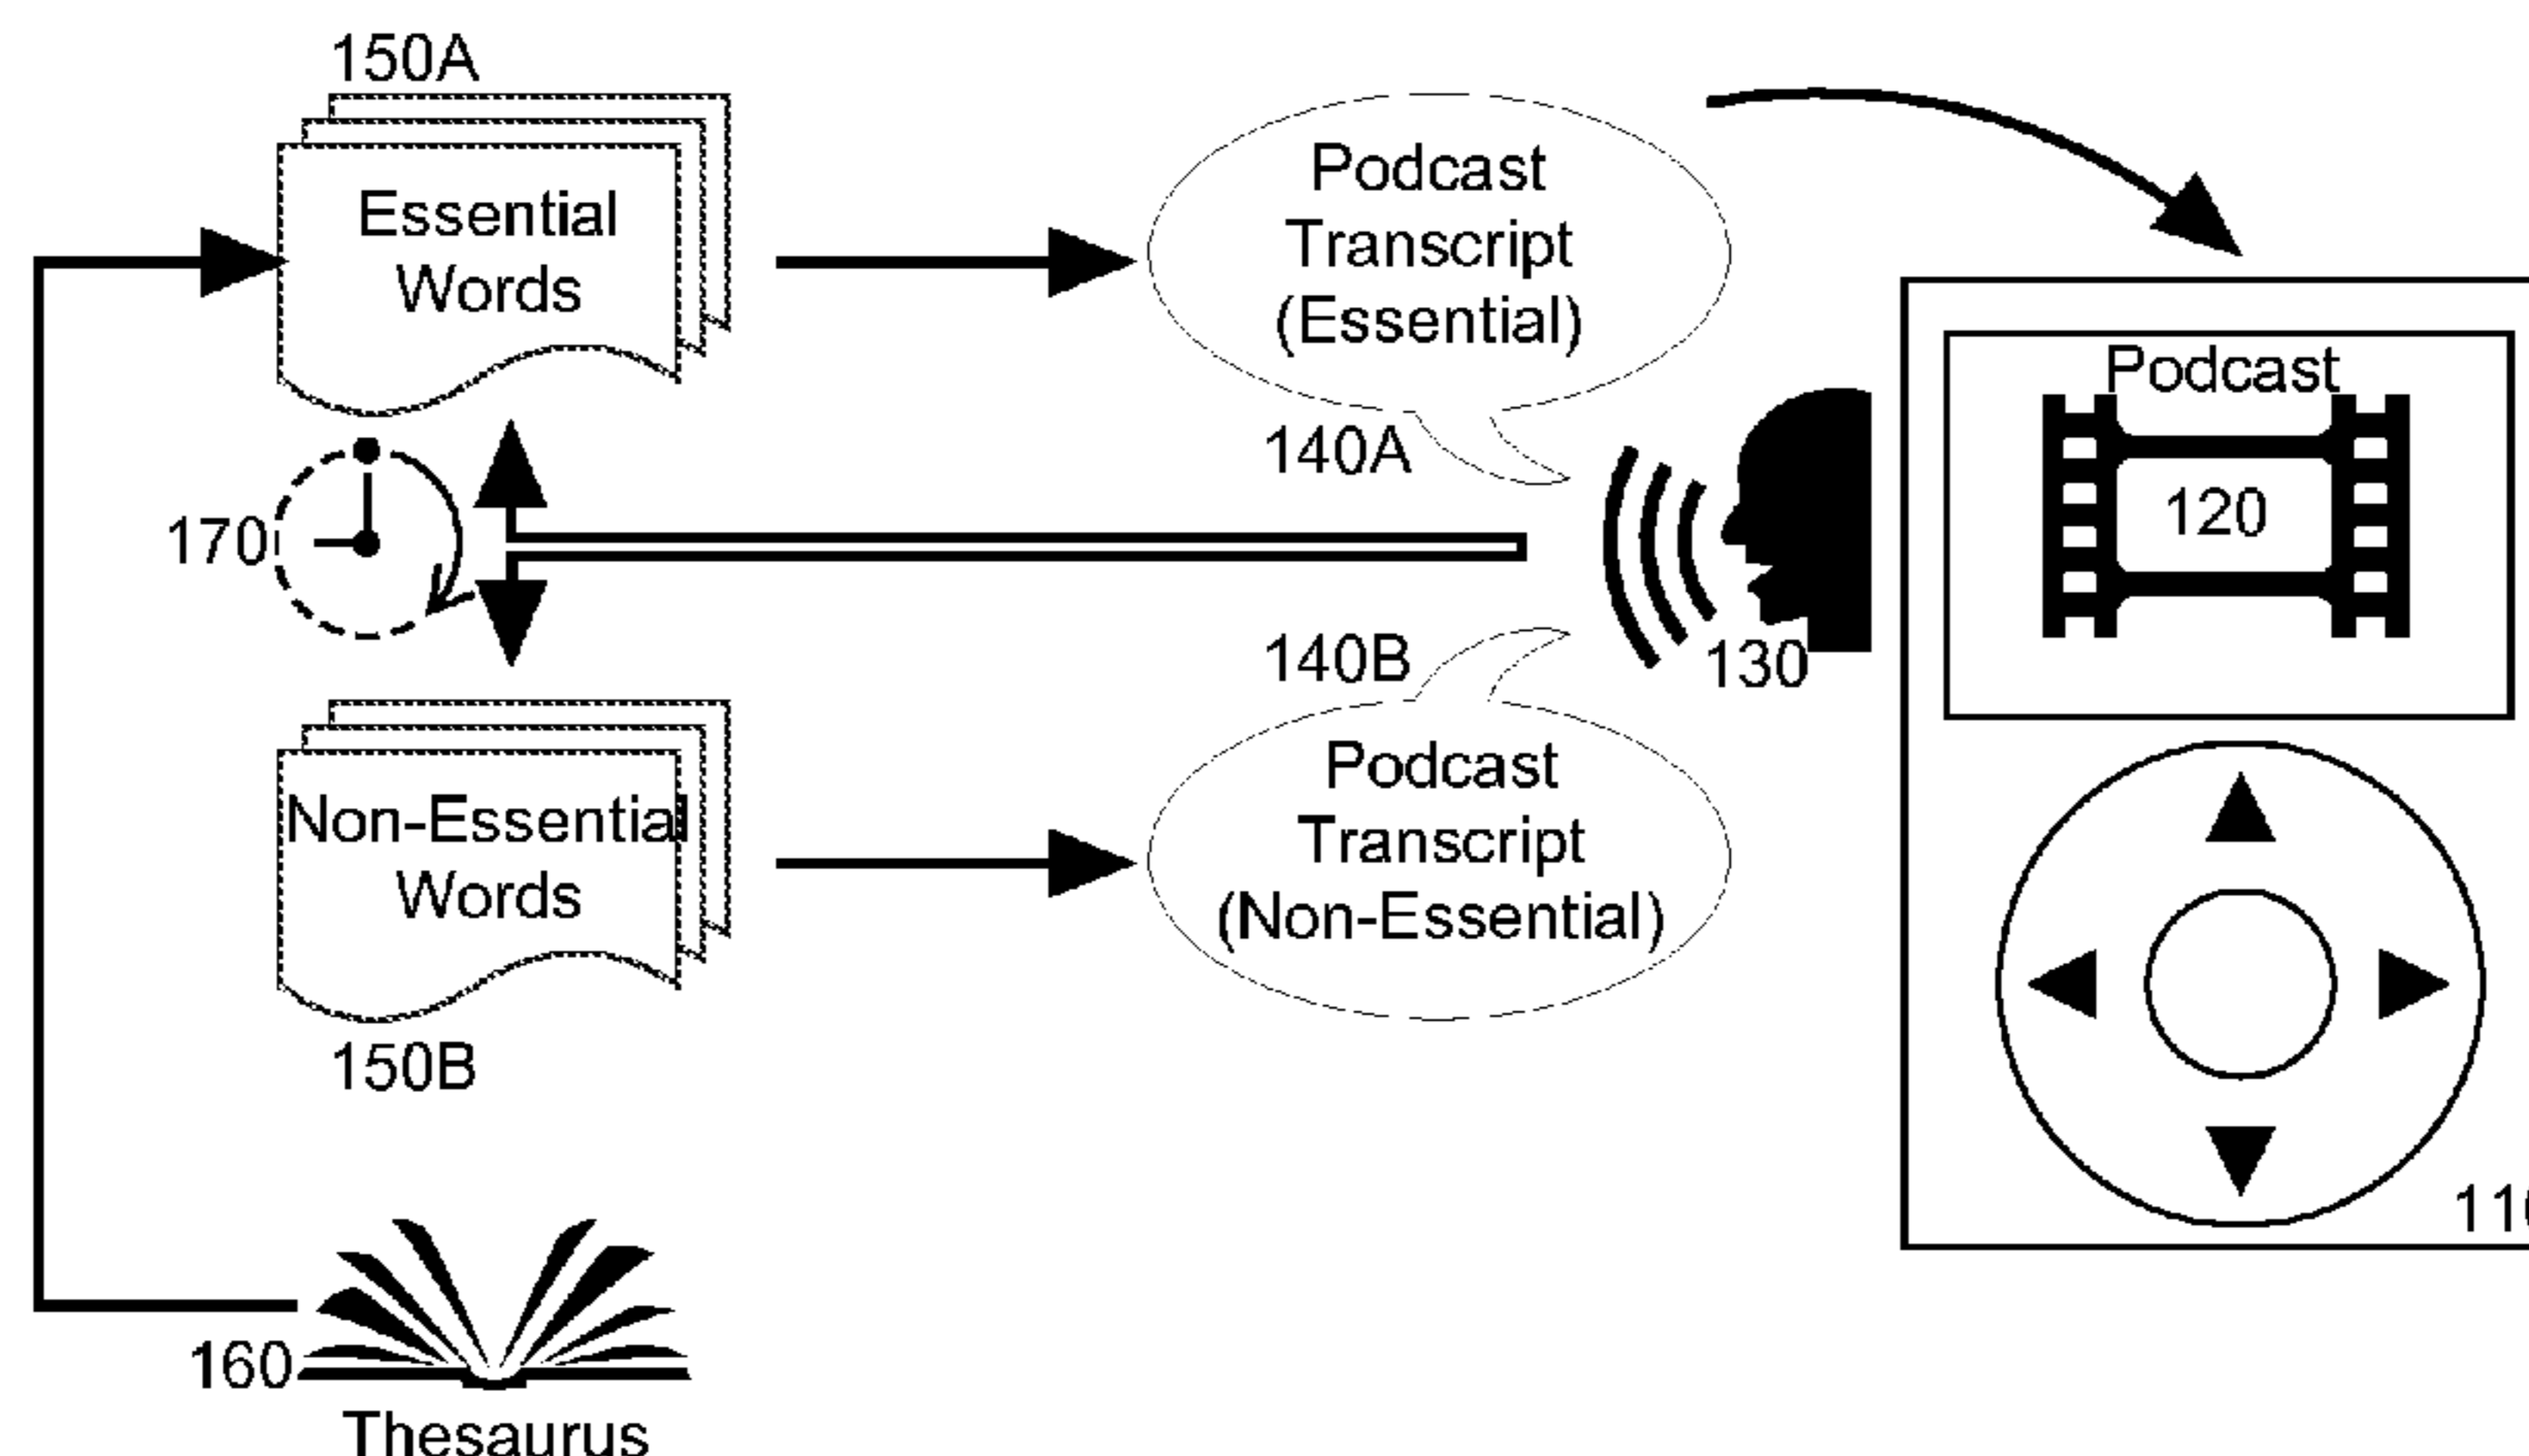 150A
Essential
Words
Podcast
Transcript
(Essential)
140A
Podcast
120
170
130
140B
Non-Essential
Words
150B
Podcast
Transcript
(Non-Essential)
160
Thesaurus